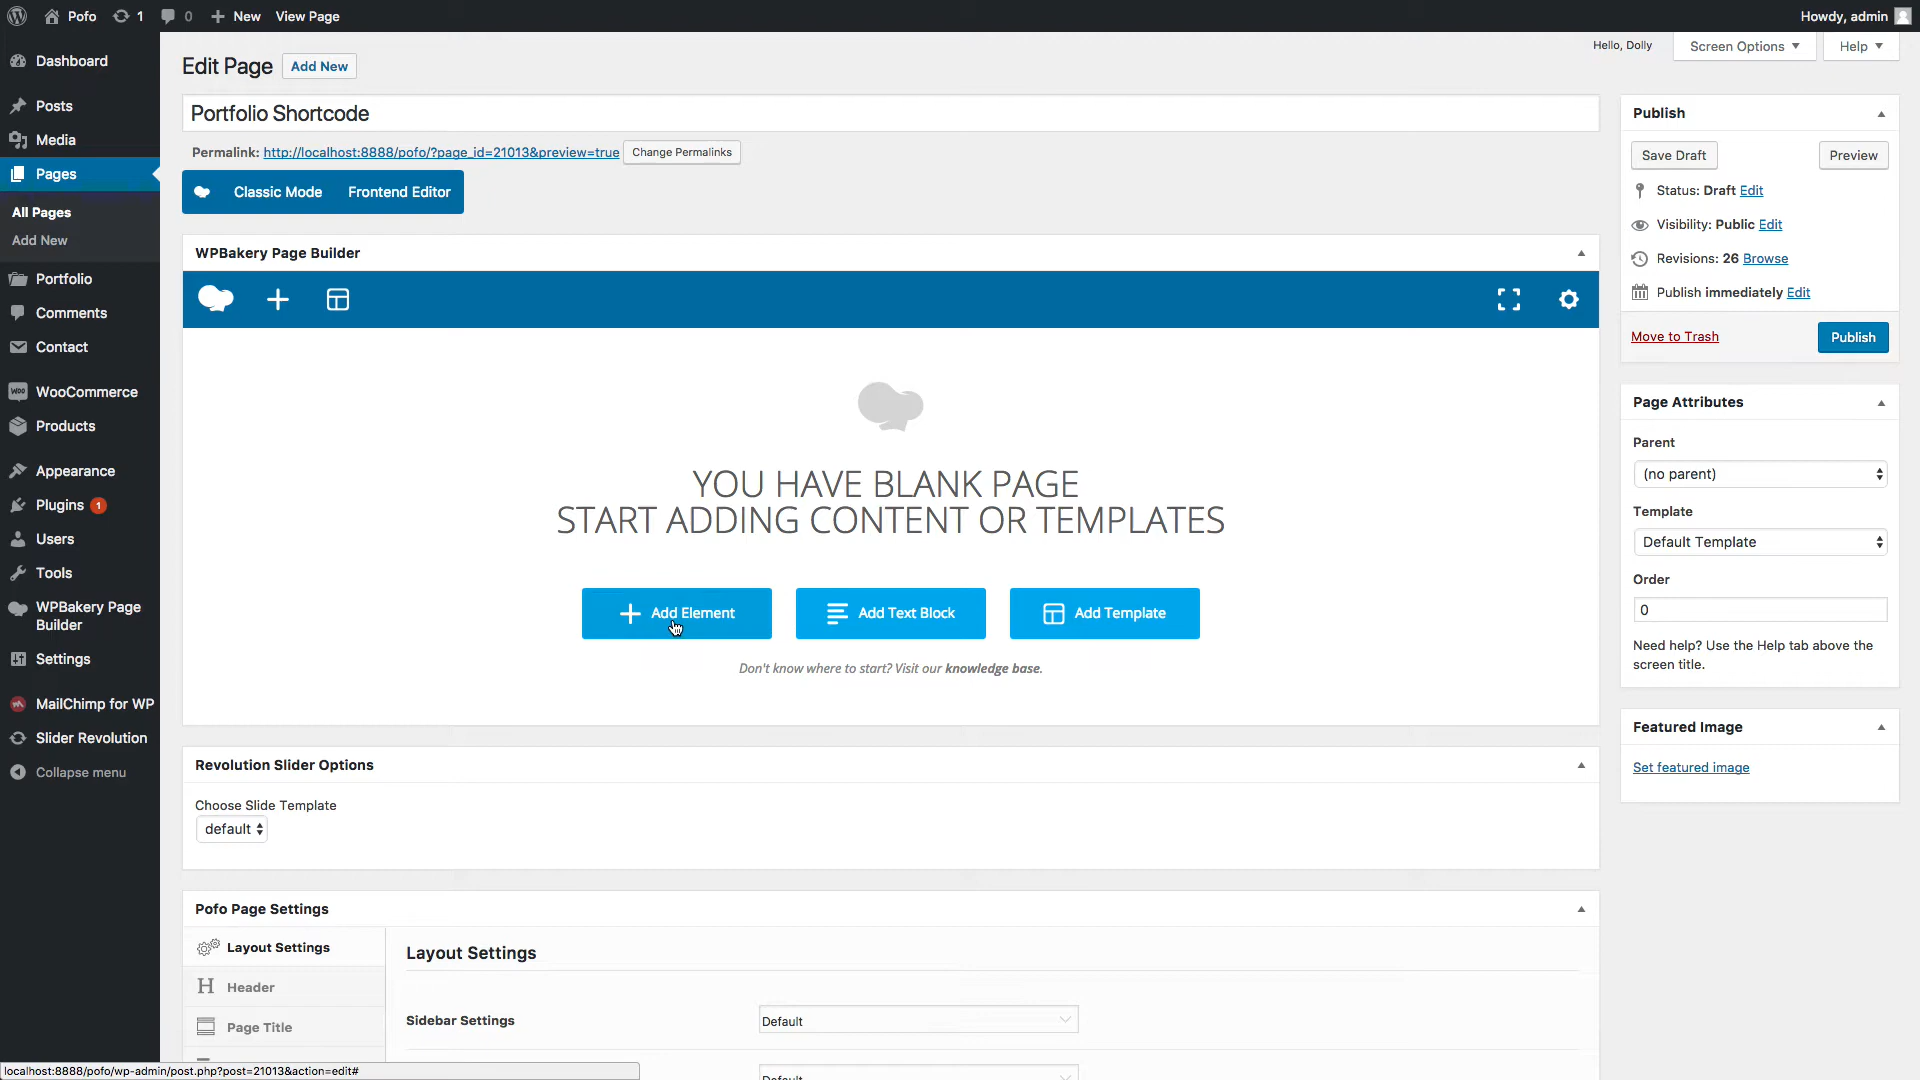 Pofo 1 0 New View Page Howdy, admin
Dashboard
Posts
Media
Pages
All Pages
Add New
Portfolio
Comments
Contact
WooCommerce
Products
Appearance
Plugins 1
Users
Tools
WPBakery Page
Builder
Settings
MailChimp for WP
Slider Revolution
Collapse menu
Hello, Dolly Screen Options Help
Edit Page Add New
Portfolio Shortcode
Permalink: http://localhost:8888/pofo/?page_id=21013&preview=true Change Permalinks
Classic Mode Frontend Editor
WPBakery Page Builder
YOU HAVE BLANK PAGE
START ADDING CONTENT OR TEMPLATES
Add Element Add Text Block Add Template
Don't know where to start? Visit our knowledge base.
Revolution Slider Options
Choose Slide Template
default
Pofo Page Settings
Layout Settings
Header
Page Title
Layout Settings
Sidebar Settings Default
Default
Publish
Save Draft Preview
Status: Draft Edit
Visibility: Public Edit
Revisions: 26 Browse
Publish immediately Edit
Move to Trash Publish
Page Attributes
Parent
(no parent)
Template
Default Template
Order
0
Need help? Use the Help tab above the
screen title.
Featured Image
Set featured image
localhost:8888/pofo/wp-admin/post.php?post=21013&action=edit#